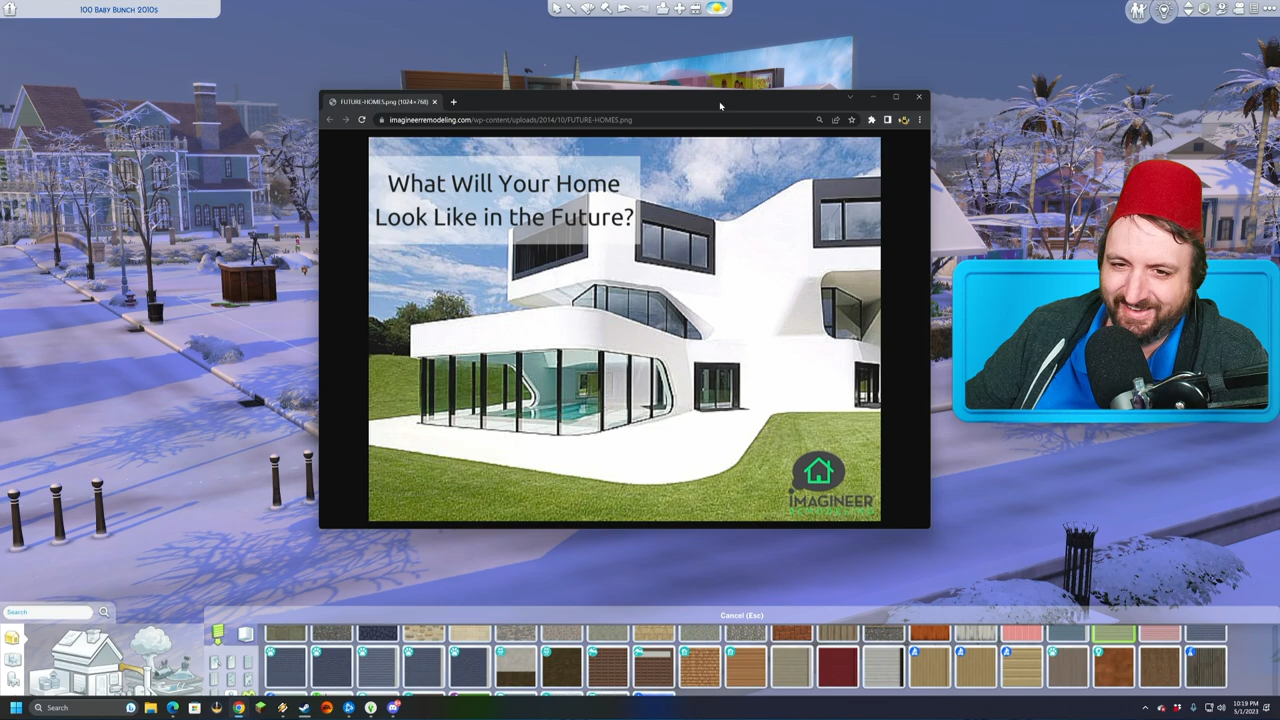 100 BABY BUNCH 2010S
FUTURE-HOMES.png (1024×768)
imagineerremodeling.com/wp-content/uploads/2014/10/FUTURE-HOMES.png
What Will Your Home
Look Like in the Future?
IMAGINEER
Cancel (Esc)
Search
Search
10:19 PM
5/1/2023